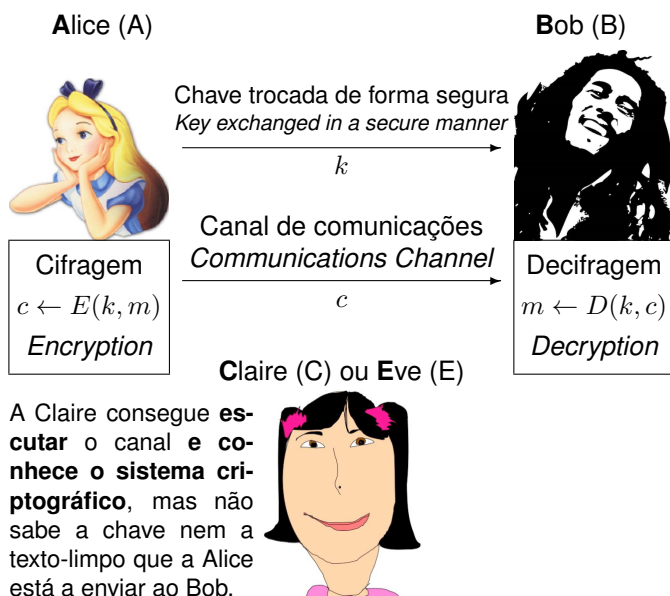 Alice (A)
Bob (B)
Chave trocada de forma segura
Key exchanged in a secure manner
k
Canal de comunicações
Communications Channel
c
Cifragem
c ← E(k, m)
Encryption
Decifragem
m ← D(k, c)
Decryption
Claire (C) ou Eve (E)
A Claire consegue es-
cutar o canal e co-
nhece o sistema cri-
ptográfico, mas não
sabe a chave nem a
texto-limpo que a Alice
está a enviar ao Bob.